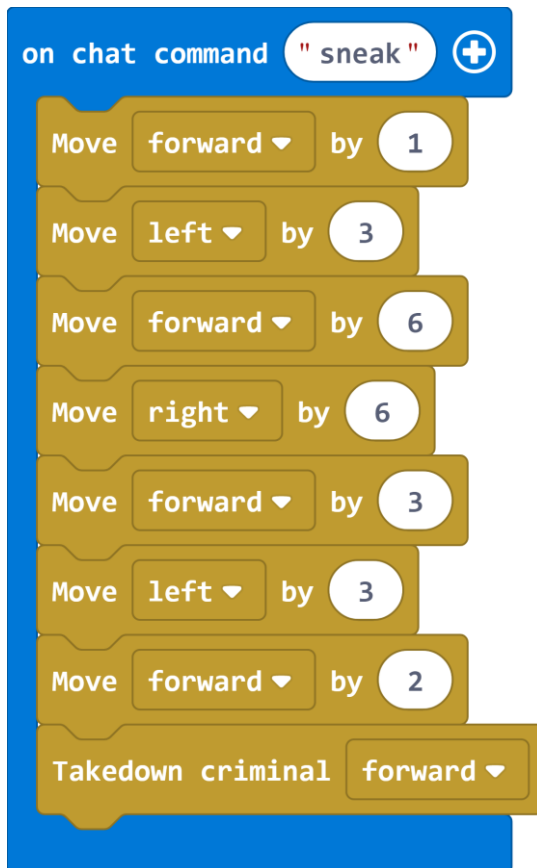 on chat command "sneak"
Move forward by 1
Move left by 3
Move forward by 6
Move right by 6
Move forward by 3
Move left by 3
Move forward by 2
Takedown criminal forward